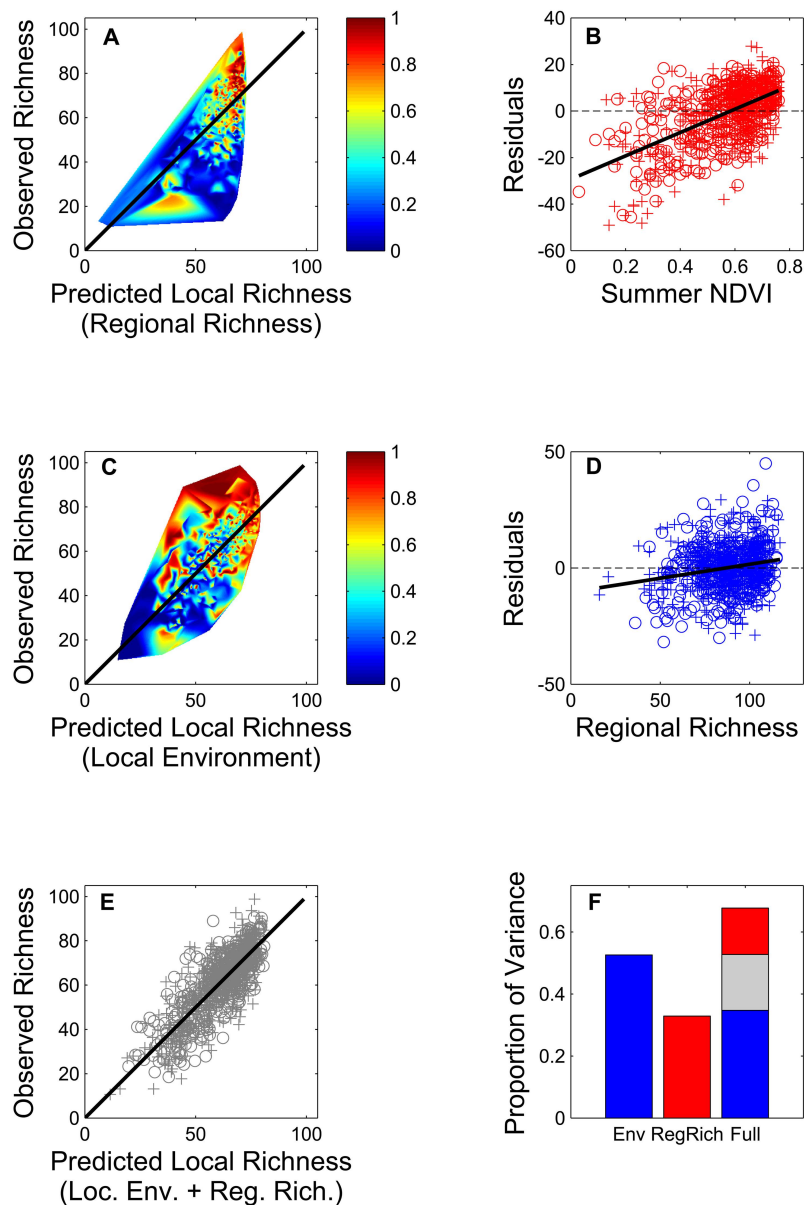 A
Observed Richness
100
80
60
40
20
0
0 50 100
Predicted Local Richness
(Regional Richness)
1
0.8
0.6
0.4
0.2
0
B
Residuals
40
20
0
-20
-40
-60
0 0.2 0.4 0.6 0.8
Summer NDVI
C
Observed Richness
100
80
60
40
20
0
0 50 100
Predicted Local Richness
(Local Environment)
1
0.8
0.6
0.4
0.2
0
D
Residuals
50
0
-50
0 50 100
Regional Richness
E
Observed Richness
100
80
60
40
20
0
0 50 100
Predicted Local Richness
(Loc. Env. + Reg. Rich.)
F
Proportion of Variance
0.6
0.4
0.2
0
Env RegRich Full